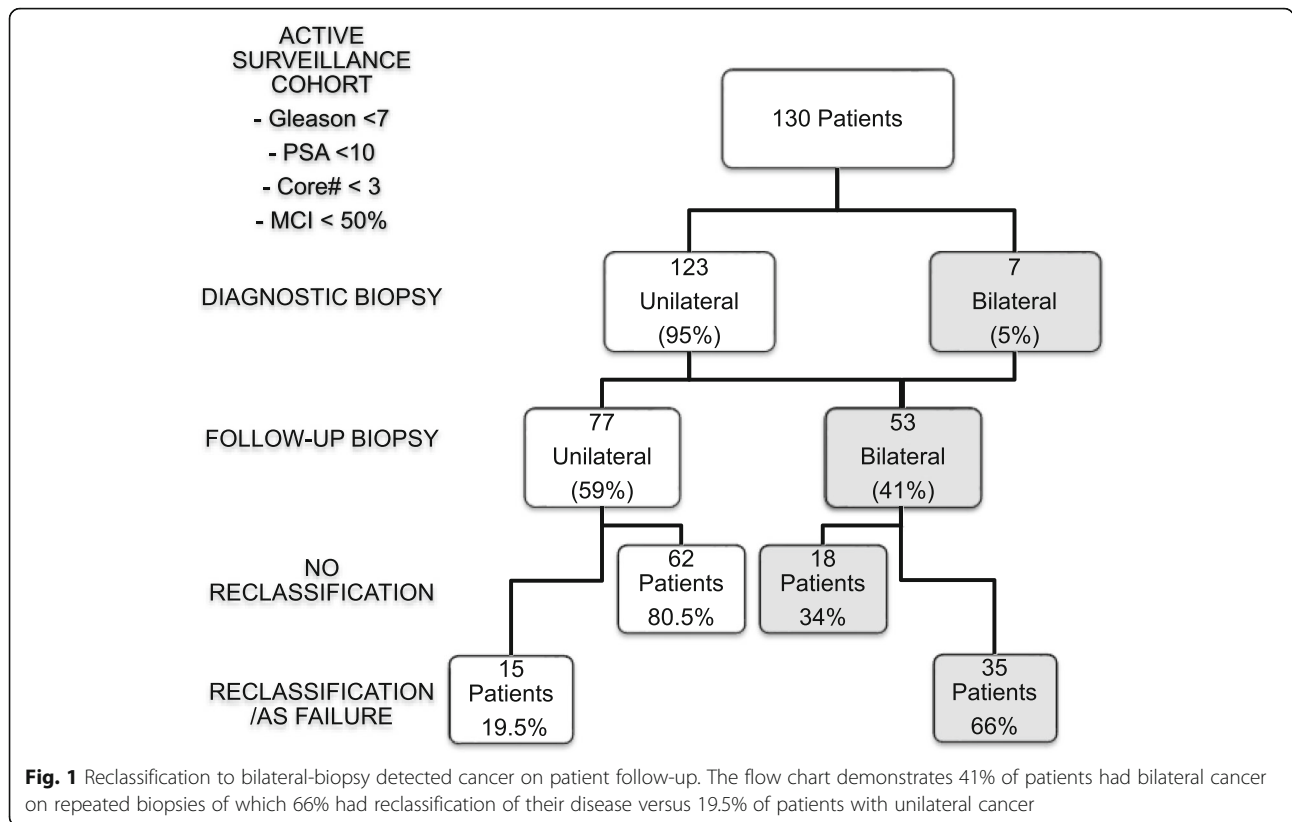 ACTIVE
SURVEILLANCE
COHORT
- Gleason <7
- PSA <10
- Core# < 3
- MCI < 50%
130 Patients
DIAGNOSTIC BIOPSY
123
Unilateral
(95%)
7
Bilateral
(5%)
FOLLOW-UP BIOPSY
77
Unilateral
(59%)
53
Bilateral
(41%)
NO
RECLASSIFICATION
62
Patients
80.5%
18
Patients
34%
RECLASSIFICATION
/AS FAILURE
15
Patients
19.5%
35
Patients
66%
Fig. 1 Reclassification to bilateral-biopsy detected cancer on patient follow-up. The flow chart demonstrates 41% of patients had bilateral cancer
on repeated biopsies of which 66% had reclassification of their disease versus 19.5% of patients with unilateral cancer